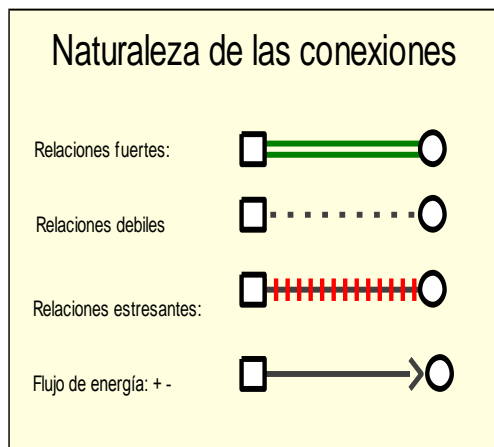 Naturaleza de las conexiones
Relaciones fuertes:
Relaciones debiles
Relaciones estresantes:
Flujo de energía: + -